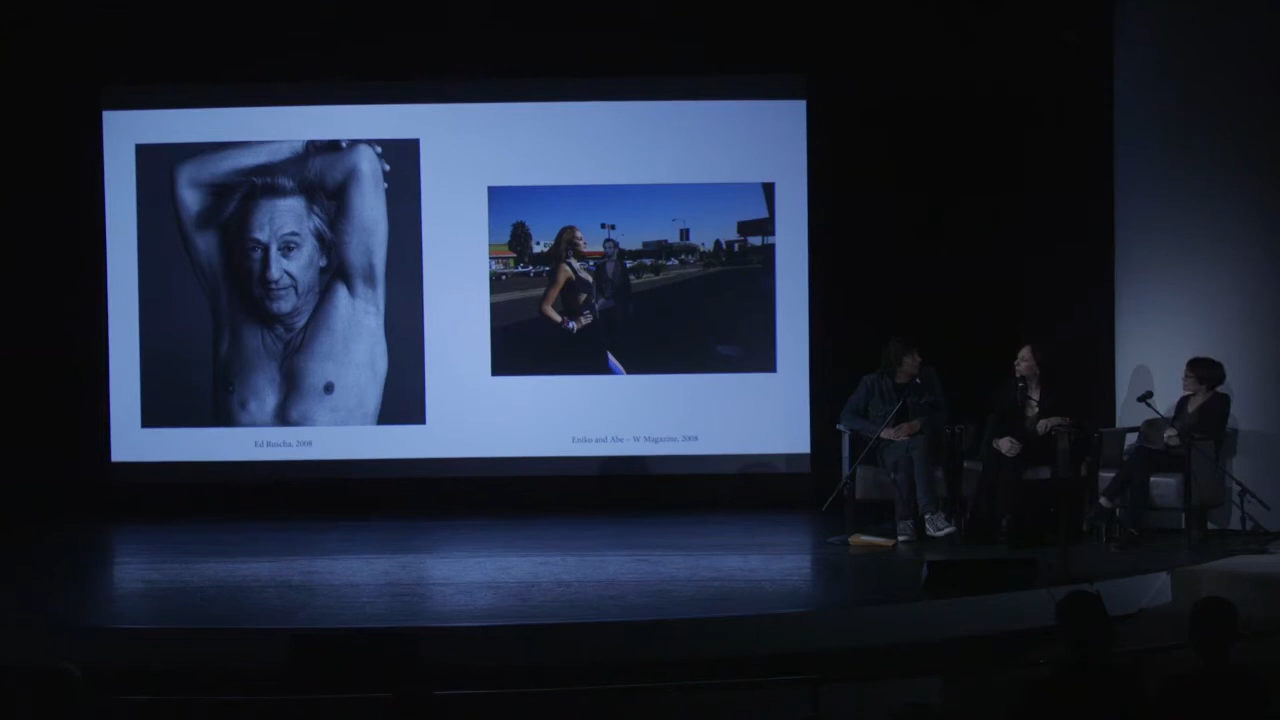 Ed Ruscha, 2008
Eniko and Abe – W Magazine, 2008